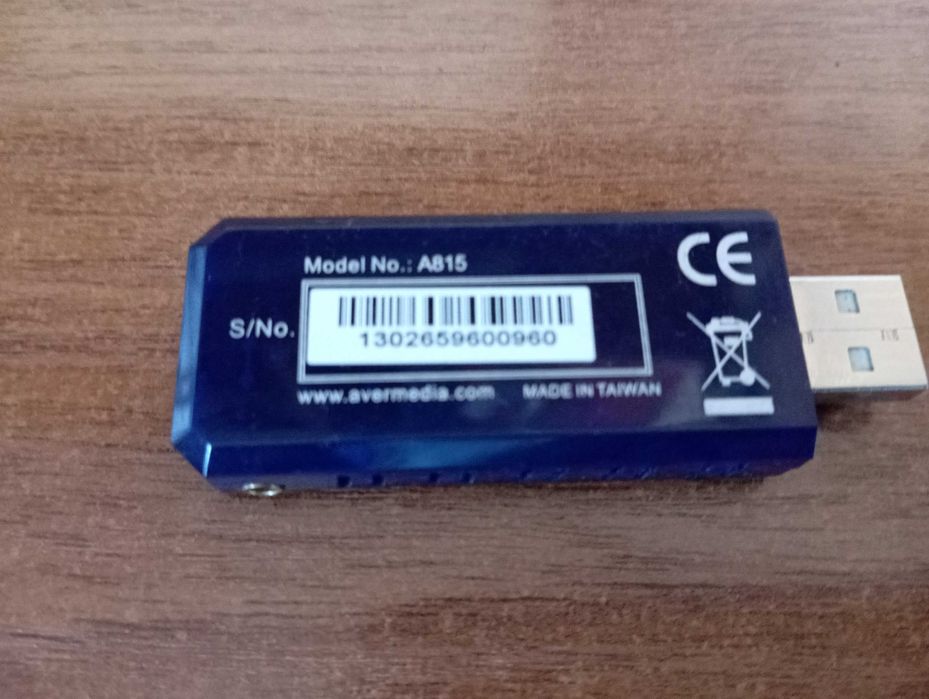 Model No.: A815
CE
S/No.
1302659600960
www.avermedia.com MADE IN TAIWAN